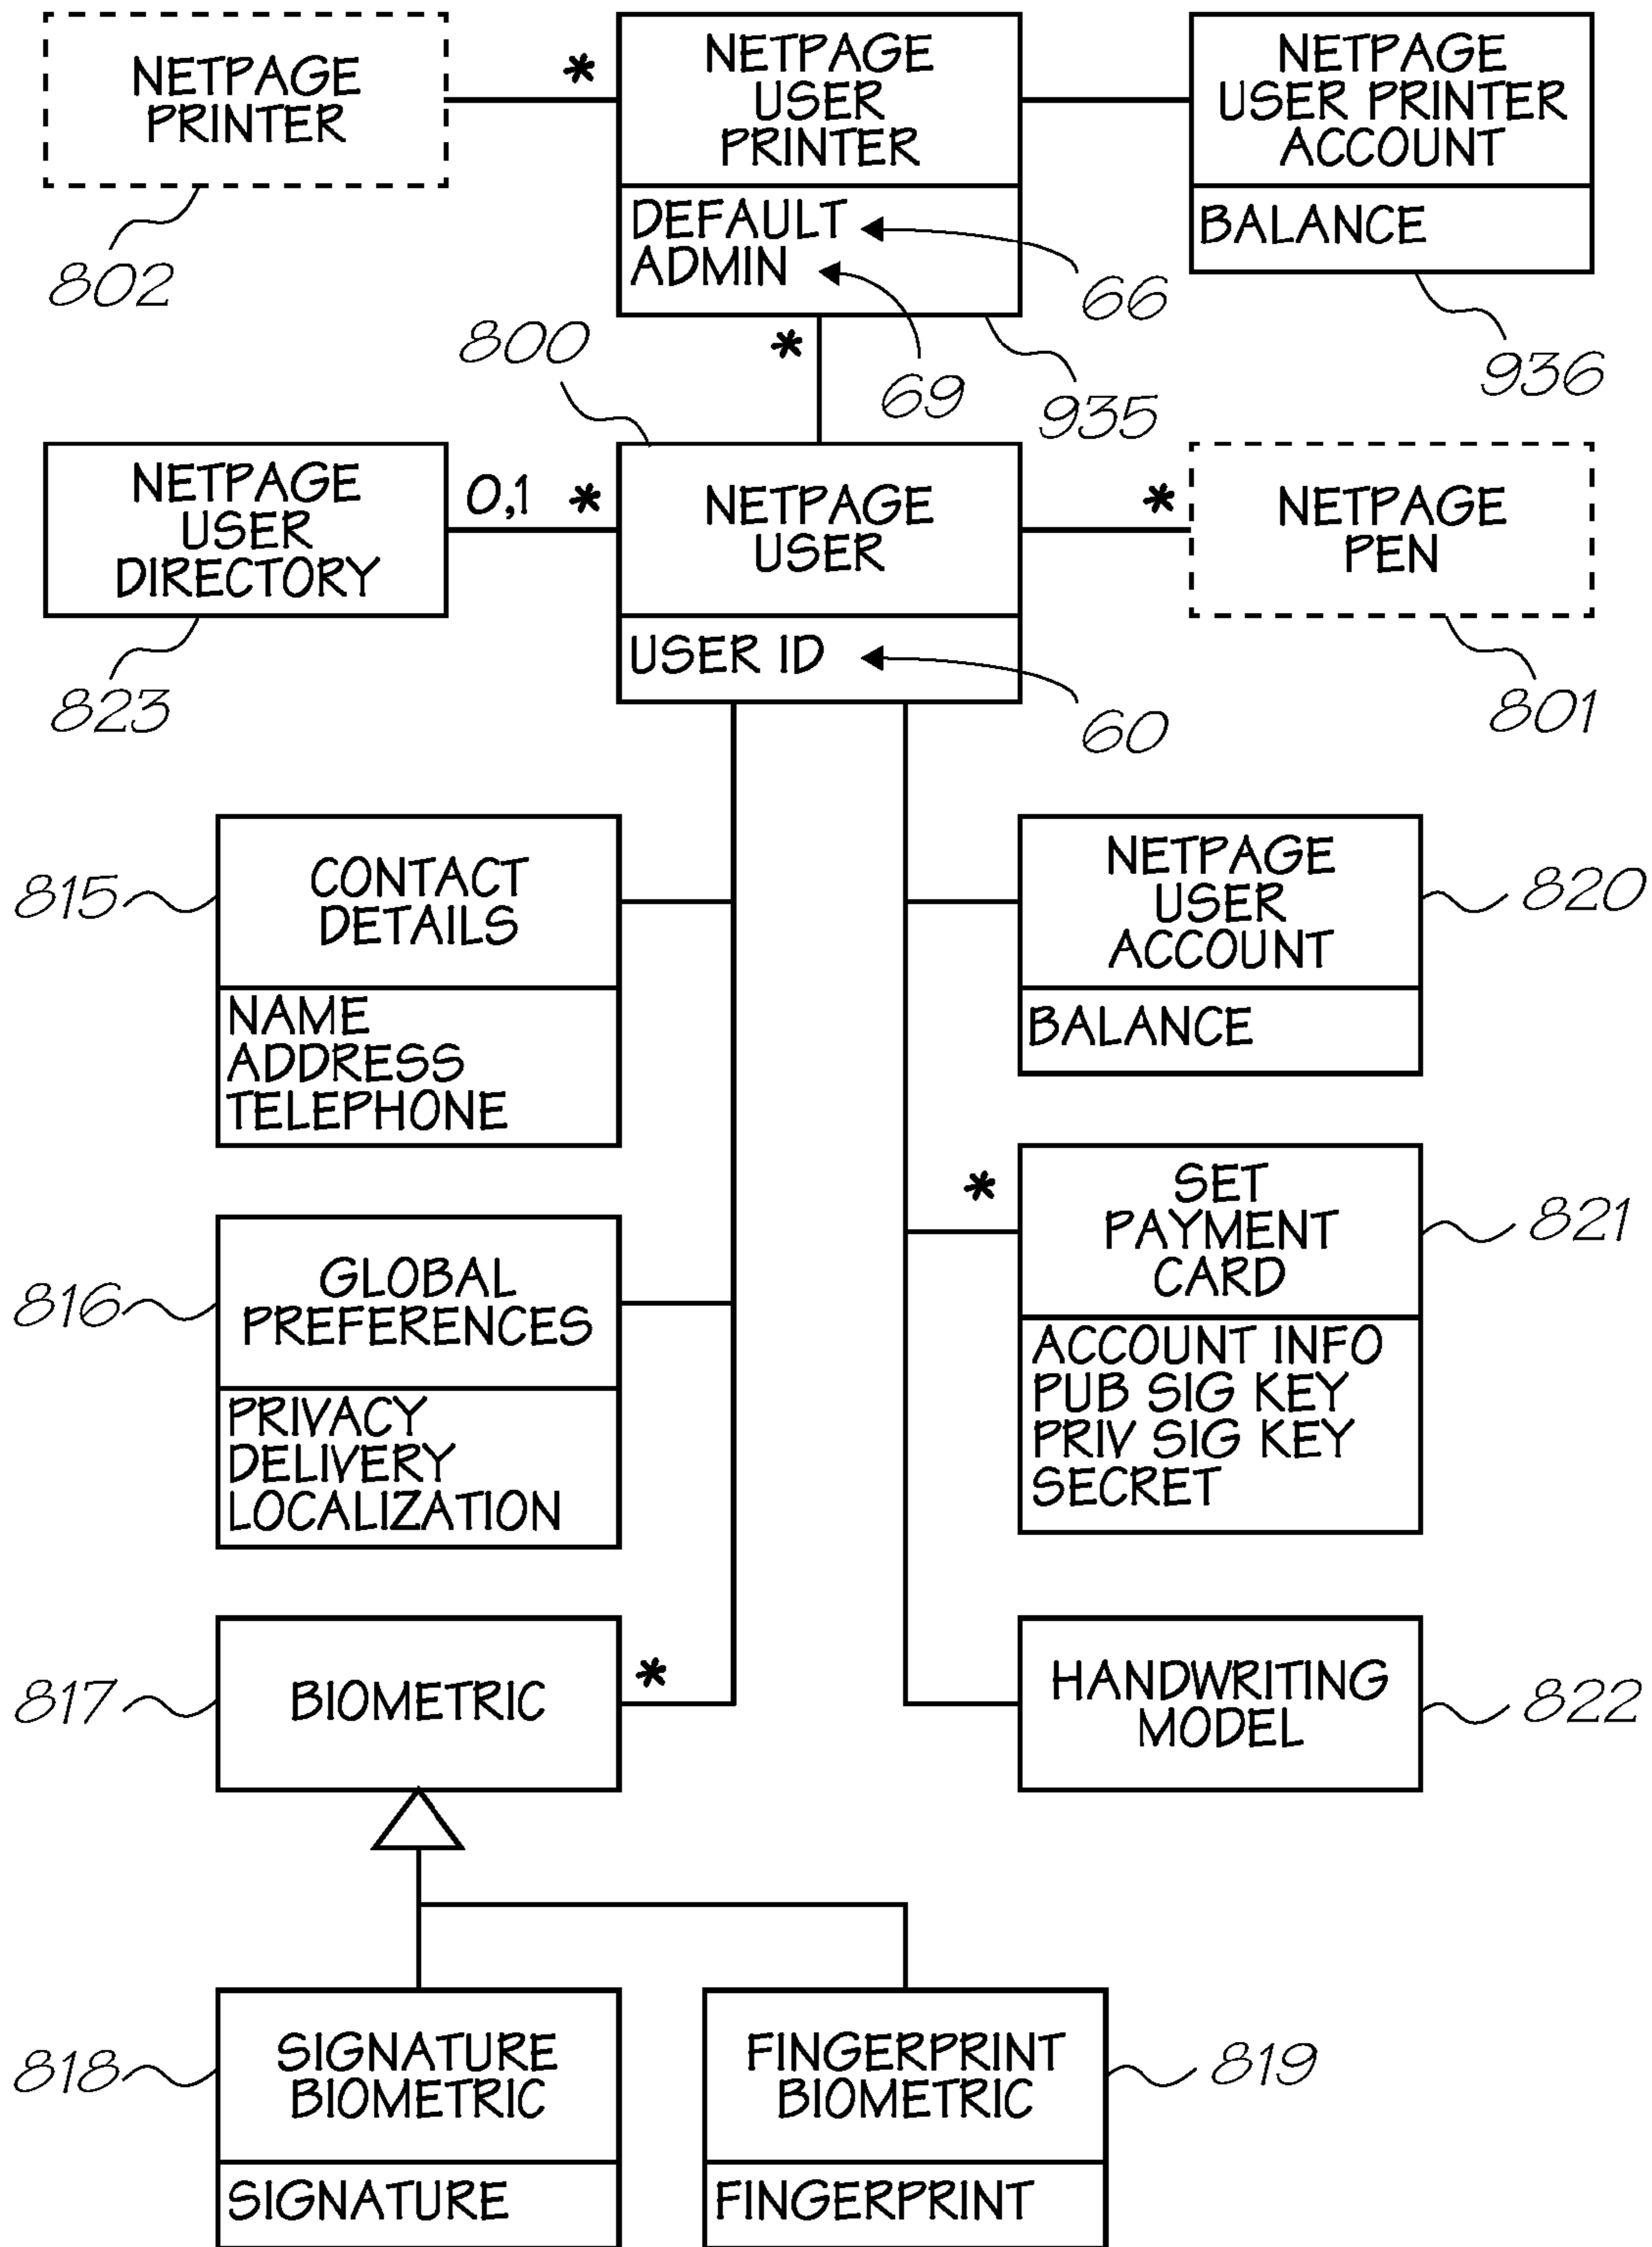 NETPAGE
PRINTER
802
*
NETPAGE
USER
PRINTER
DEFAULT
ADMIN
66
69
935
NETPAGE
USER PRINTER
ACCOUNT
BALANCE
936
*
800
NETPAGE
USER
DIRECTORY
823
0,1 *
NETPAGE
USER
USER ID
60
*
NETPAGE
PEN
801
815
CONTACT
DETAILS
NAME
ADDRESS
TELEPHONE
NETPAGE
USER
ACCOUNT
BALANCE
820
816
GLOBAL
PREFERENCES
PRIVACY
DELIVERY
LOCALIZATION
*
SET
PAYMENT
CARD
ACCOUNT INFO
PUB SIG KEY
PRIV SIG KEY
SECRET
821
817
BIOMETRIC
*
HANDWRITING
MODEL
822
818
SIGNATURE
BIOMETRIC
SIGNATURE
FINGERPRINT
BIOMETRIC
FINGERPRINT
819